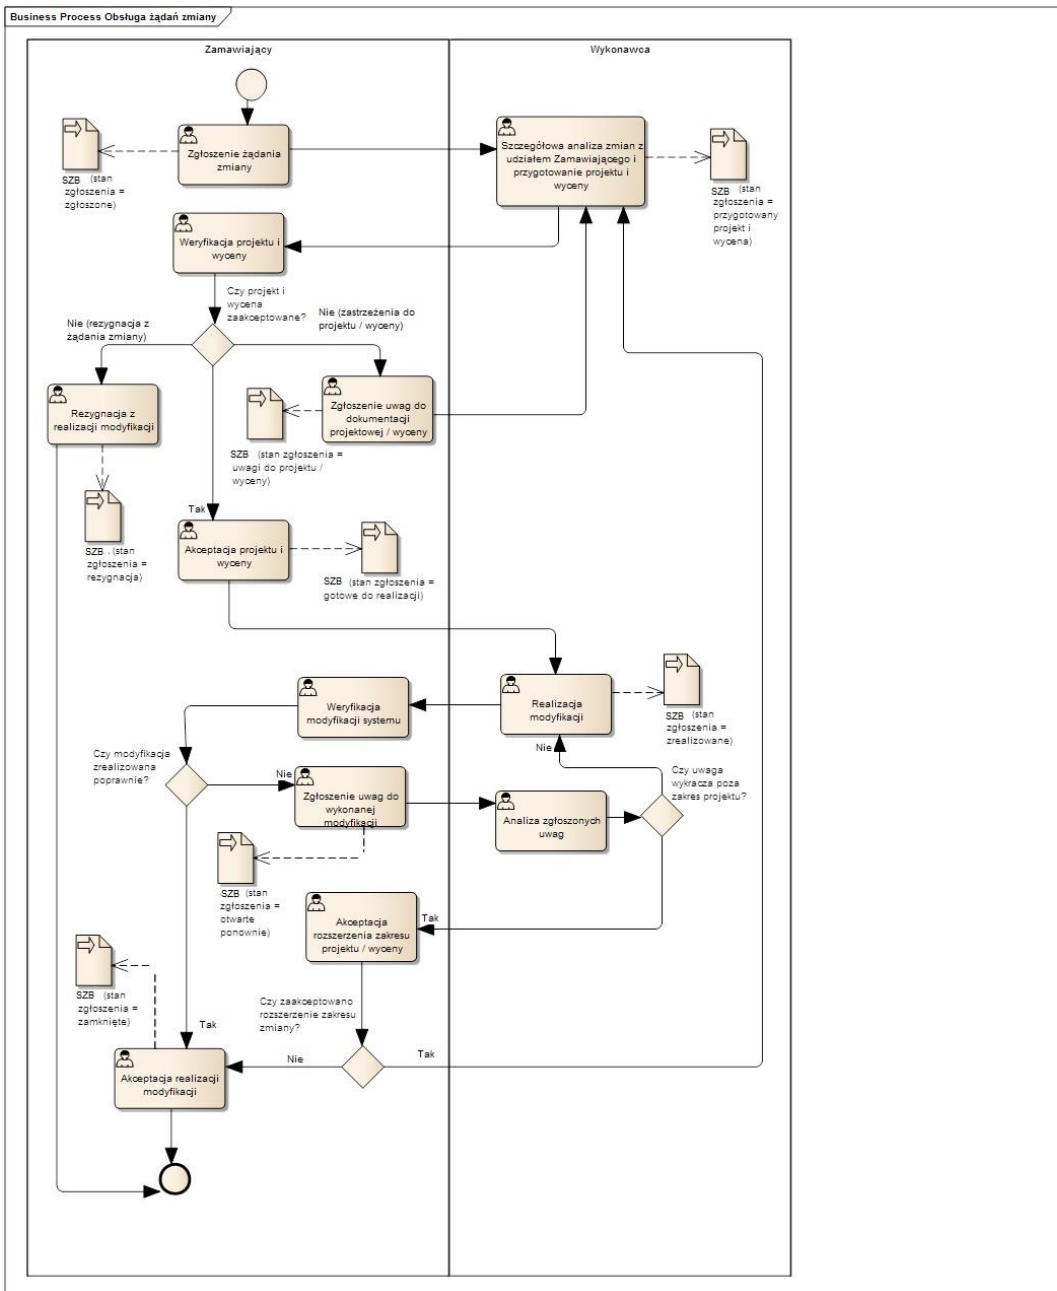 Business Process Obsługa żądań zmiany
Zamawiający
Wykonawca
Zgłoszenie żądania
zmiany
SZB (stan
zgłoszenia =
zgłoszone)
Szczegółowa analiza zmian z
udziałem Zamawiającego i
przygotowanie projektu i
wyceny
SZB (stan
zgłoszenia =
przygotowany
projekt i
wycena)
Weryfikacja projektu i
wyceny
Czy projekt i
wycena
zaakceptowane?
Nie (zastrzeżenia do
projektu / wyceny)
Nie (rezygnacja z
żądania zmiany)
Rezygnacja z
realizacji modyfikacji
Zgłoszenie uwag do
dokumentacji
projektowej / wyceny
SZB (stan zgłoszenia =
uwagi do projektu /
wyceny)
Tak
SZB . (stan
zgłoszenia =
rezygnacja)
Akceptacja projektu i
wyceny
SZB (stan zgłoszenia =
gotowe do realizacji)
Weryfikacja
modyfikacji systemu
Realizacja
modyfikacji
SZB (stan
zgłoszenia =
zrealizowane)
Czy modyfikacja
zrealizowana
poprawnie?
Nie
Nie
Czy uwaga
wykracza poza
zakres projektu?
Zgłoszenie uwag do
wykonanej
modyfikacji
Analiza zgłoszonych
uwag
SZB (stan
zgłoszenia =
otwarte
ponownie)
Akceptacja
rozszerzenia zakresu
projektu / wyceny
Tak
SZB (stan
zgłoszenia =
zamknięte)
Czy zaakceptowano
rozszerzenie zakresu
zmiany?
Tak
Nie
Tak
Akceptacja realizacji
modyfikacji